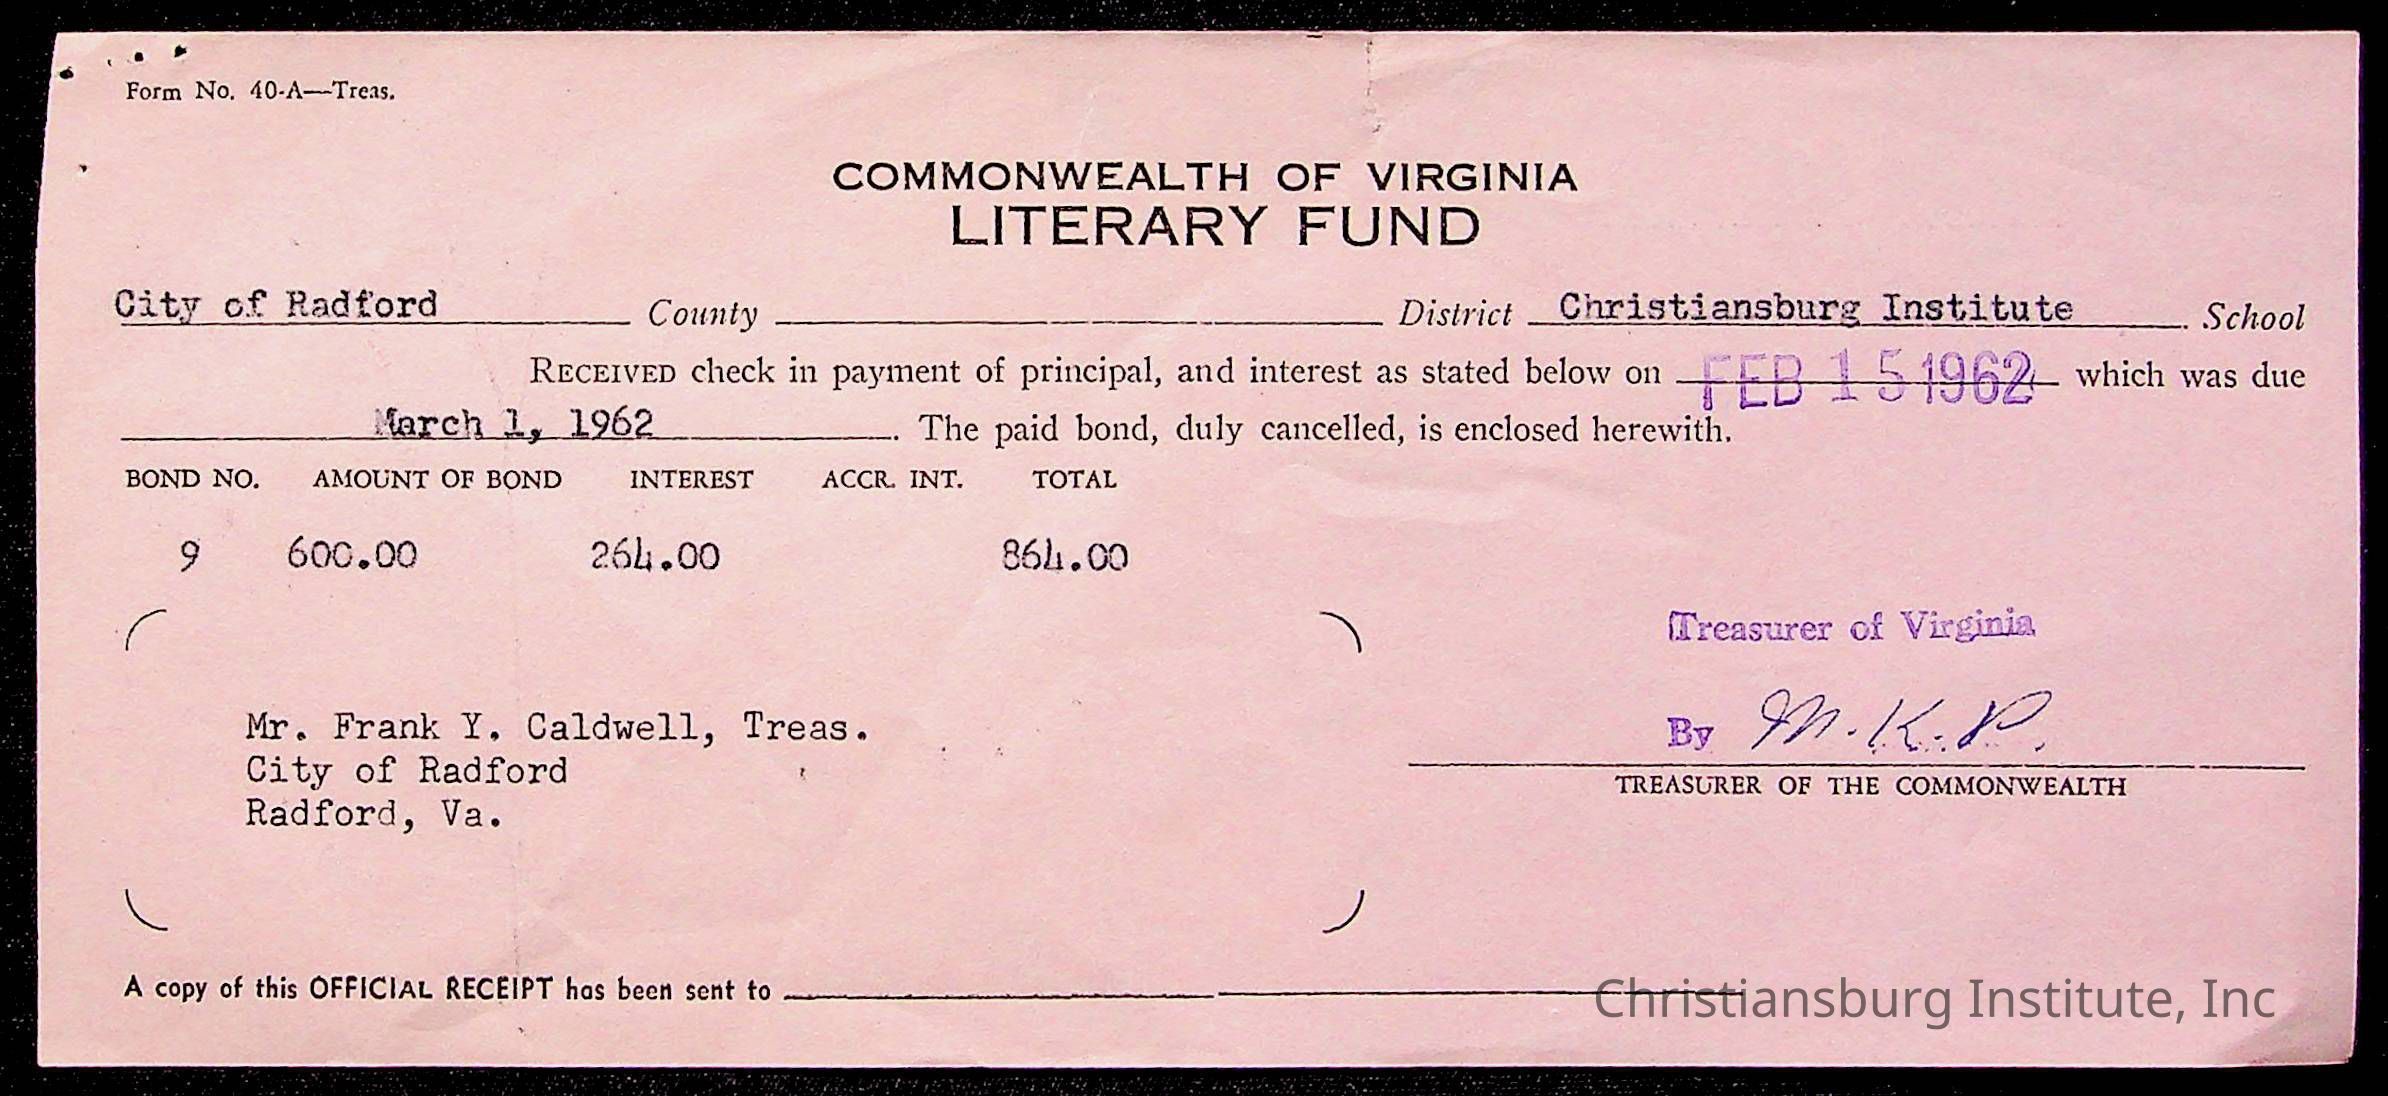 Form No. 40-A—Treas.
COMMONWEALTH OF VIRGINIA
LITERARY FUND
City of Radford County District Christiansburg Institute School
RECEIVED check in payment of principal, and interest as stated below on FEB 15 1962 which was due
March 1, 1962. The paid bond, duly cancelled, is enclosed herewith.
BOND NO. AMOUNT OF BOND INTEREST ACCR. INT. TOTAL
9 600.00 264.00 864.00
Treasurer of Virginia
By M.K.P.
TREASURER OF THE COMMONWEALTH
Mr. Frank Y. Caldwell, Treas.
City of Radford
Radford, Va.
A copy of this OFFICIAL RECEIPT has been sent to
Christiansburg Institute, Inc